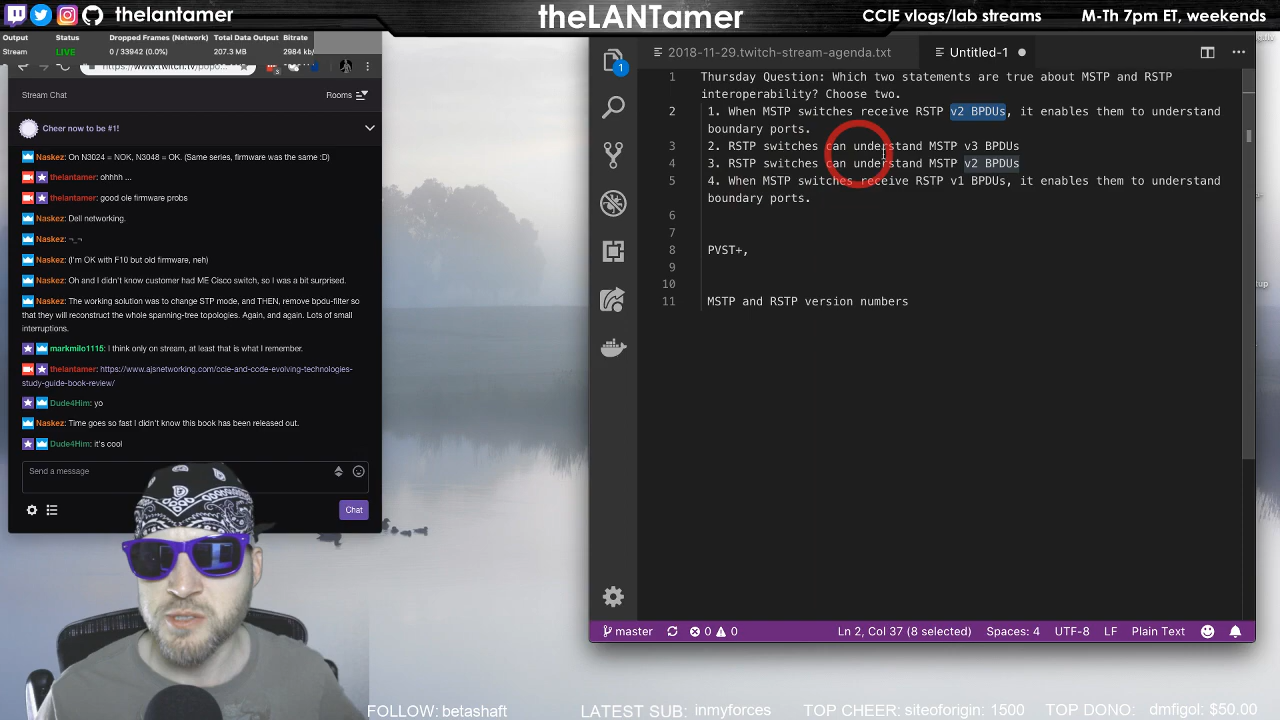 thelantamer
theLANTamer
CCIE vlogs/lab streams
M-Th 7pm ET, weekends
Output Status Dropped Frames (Network) Total Data Output Bitrate
Stream LIVE 0 / 33942 (0.0%) 207.3 MB 2984 kb/
https://www.twitch.tv/popo
Stream Chat
Rooms
Cheer now to be #1!
Naskez: On N3024 = NOK, N3048 = OK. (Same series, firmware was the same :D)
thelantamer: ohhhh ...
thelantamer: good ole firmware probs
Naskez: Dell networking.
Naskez: ¬_¬
Naskez: (I'm OK with F10 but old firmware, neh)
Naskez: Oh and I didn't know customer had ME Cisco switch, so I was a bit surprised.
Naskez: The working solution was to change STP mode, and THEN, remove bpdu-filter so
that they will reconstruct the whole spanning-tree topologies. Again, and again. Lots of small
interruptions.
markmilo1115: I think only on stream, at least that is what I remember.
thelantamer: https://www.ajsnetworking.com/ccie-and-ccde-evolving-technologies-
study-guide-book-review/
Dude4Him: yo
Naskez: Time goes so fast I didn't know this book has been released out.
Dude4Him: it's cool
Send a message
Chat
1
2018-11-29.twitch-stream-agenda.txt
Untitled-1
1 Thursday Question: Which two statements are true about MSTP and RSTP
interoperability? Choose two.
2 1. When MSTP switches receive RSTP v2 BPDUs, it enables them to understand
boundary ports.
3 2. RSTP switches can understand MSTP v3 BPDUs
4 3. RSTP switches can understand MSTP v2 BPDUs
5 4. When MSTP switches receive RSTP v1 BPDUs, it enables them to understand
boundary ports.
6
7
8 PVST+,
9
10
11 MSTP and RSTP version numbers
master 0 0 Ln 2, Col 37 (8 selected) Spaces: 4 UTF-8 LF Plain Text
FOLLOW: betashaft
LATEST SUB: inmyforces
TOP CHEER: siteoforigin: 1500
TOP DONO: dmfigol: $50.00